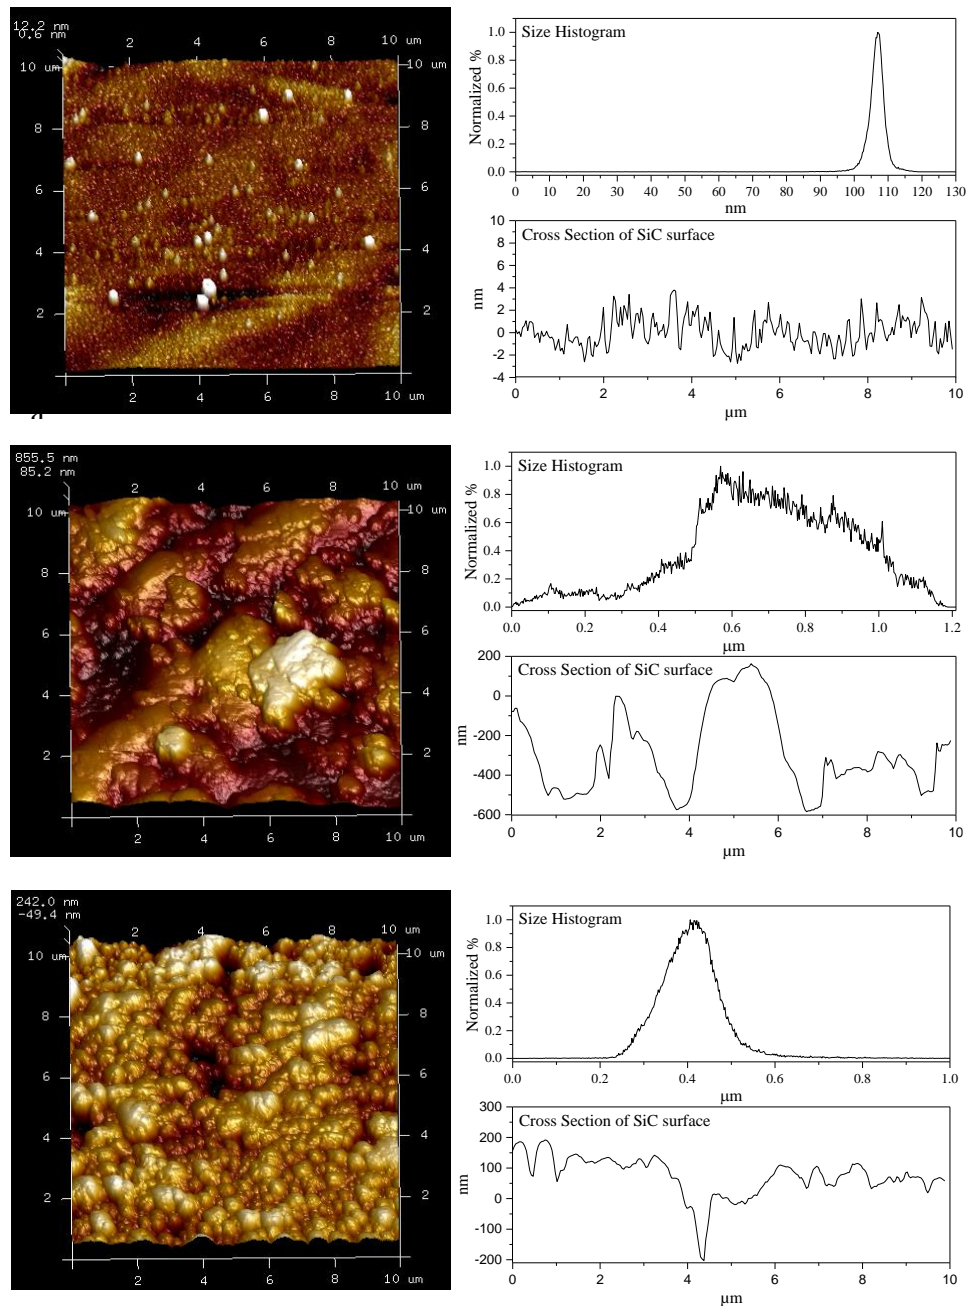 12.2 nm
0.6 nm
2
4
6
8
10 um
10 um
10 um
8
8
6
6
4
4
2
2
2
4
6
8
10 um
Size Histogram
Normalized %
1.0
0.8
0.6
0.4
0.2
0.0
0 10 20 30 40 50 60 70 80 90 100 110 120 130
nm
Cross Section of SiC surface
nm
10
8
6
4
2
0
-2
-4
0 2 4 6 8 10
µm
855.5 nm
85.2 nm
2
4
6
8
10 um
10 um
10 um
8
8
6
6
4
4
2
2
2
4
6
8
10 um
Size Histogram
Normalized %
1.0
0.8
0.6
0.4
0.2
0.0
0.0 0.2 0.4 0.6 0.8 1.0 1.2
µm
Cross Section of SiC surface
nm
200
0
-200
-400
-600
0 2 4 6 8 10
µm
242.0 nm
-49.4 nm
2
4
6
8
10 um
10 um
10 um
8
8
6
6
4
4
2
2
2
4
6
8
10 um
Size Histogram
Normalized %
1.0
0.8
0.6
0.4
0.2
0.0
0.0 0.2 0.4 0.6 0.8 1.0
µm
Cross Section of SiC surface
nm
300
200
100
0
-100
-200
0 2 4 6 8 10
µm